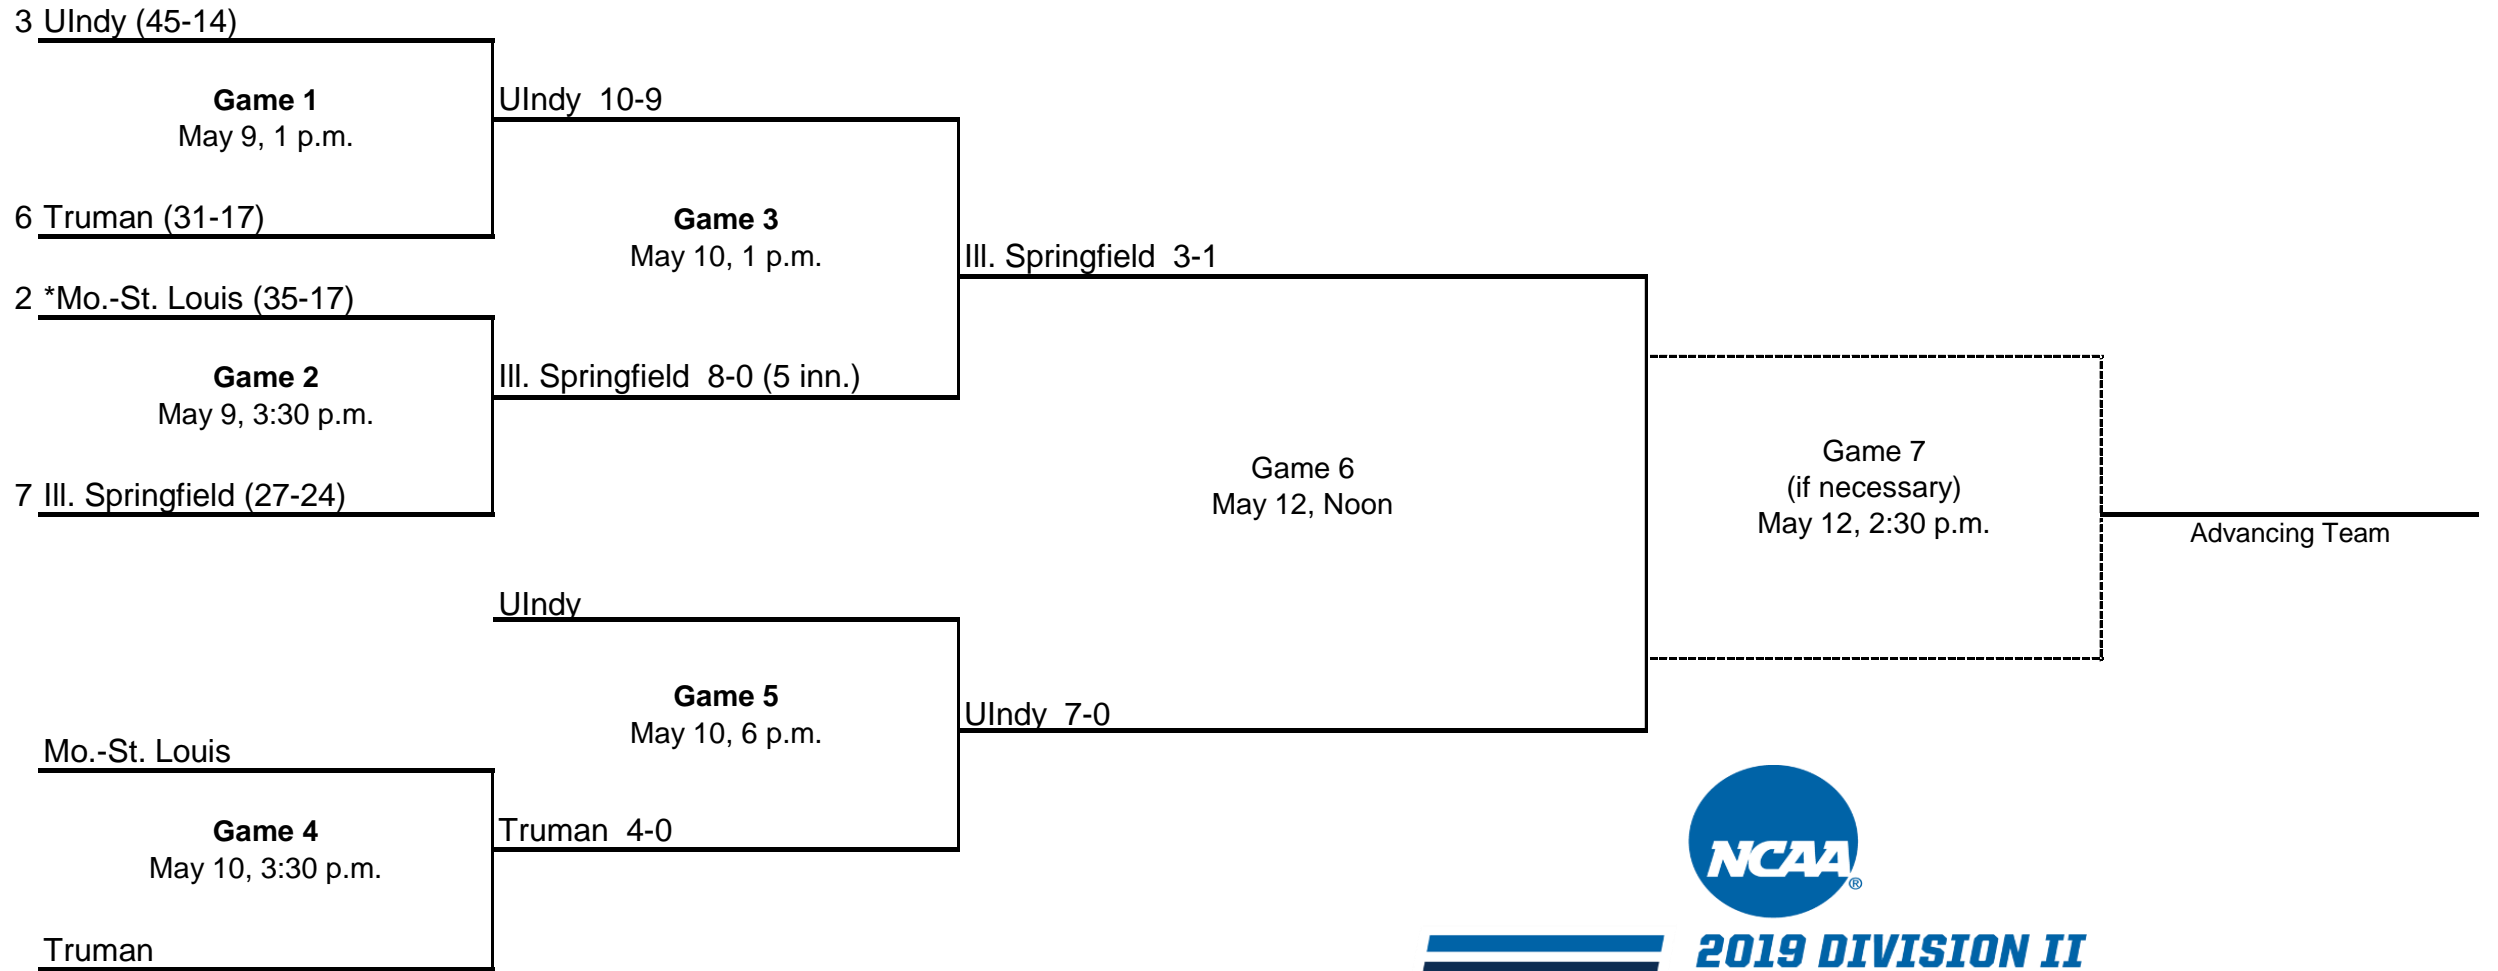 3 UIndy (45-14)
Game 1
May 9, 1 p.m.
UIndy 10-9
6 Truman (31-17)
Game 3
May 10, 1 p.m.
Ill. Springfield 3-1
2 *Mo.-St. Louis (35-17)
Game 2
May 9, 3:30 p.m.
Ill. Springfield 8-0 (5 inn.)
7 Ill. Springfield (27-24)
Game 6
May 12, Noon
Game 7
(if necessary)
May 12, 2:30 p.m.
Advancing Team
UIndy
Game 5
May 10, 6 p.m.
UIndy 7-0
Mo.-St. Louis
Game 4
May 10, 3:30 p.m.
Truman 4-0
Truman
NCAA®
2019 DIVISION II